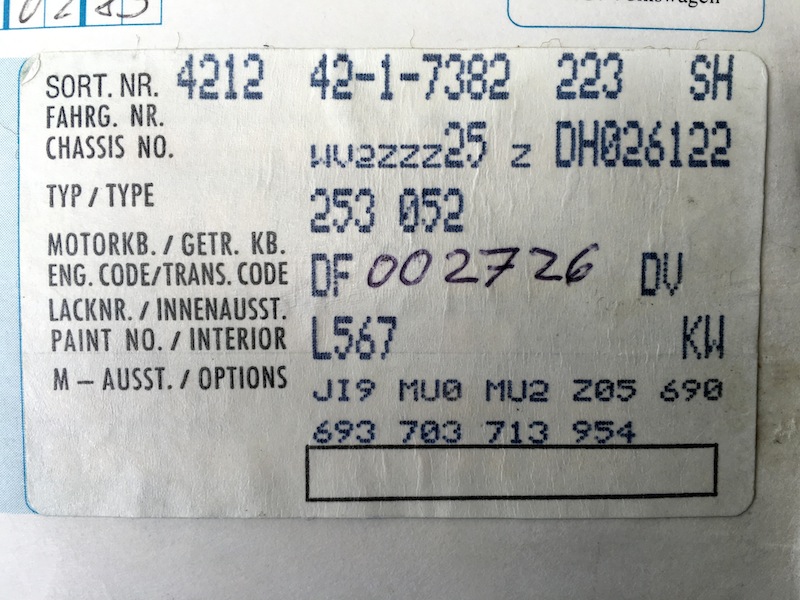 SORT. NR. 4212 42-1-7382 223 SH
FAHRG. NR.
CHASSIS NO. WV2ZZZ25 Z DH026122
TYP / TYPE 253 052
MOTORKB. / GETR. KB.
ENG. CODE/TRANS. CODE DF 002726 DV
LACKNR. / INNENAUSST.
PAINT NO. / INTERIOR L567 KW
M – AUSST. / OPTIONS JI9 MU0 MU2 Z05 690
693 703 713 954